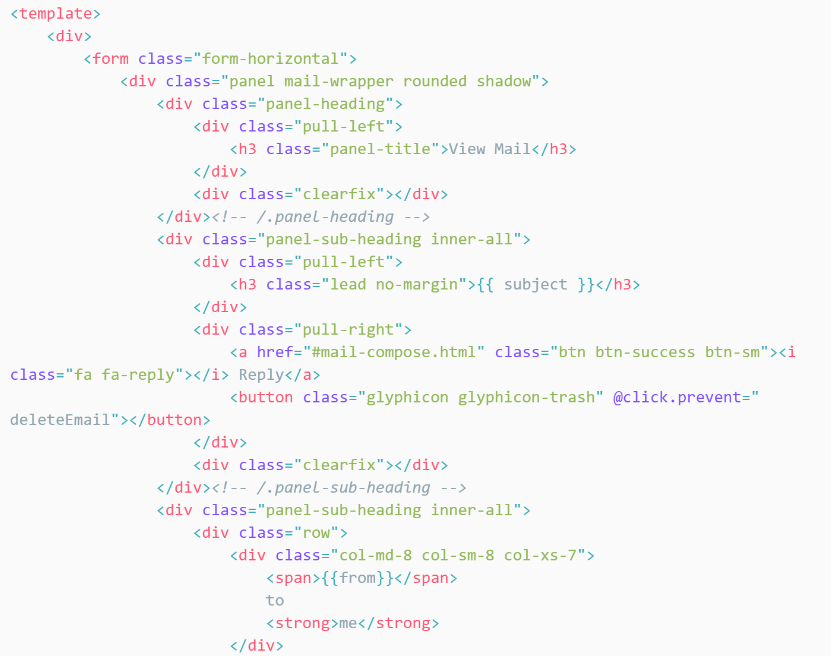 <template>
    <div>
        <form class="form-horizontal">
            <div class="panel mail-wrapper rounded shadow">
                <div class="panel-heading">
                    <div class="pull-left">
                        <h3 class="panel-title">View Mail</h3>
                    </div>
                    <div class="clearfix"></div>
                </div><!-- /.panel-heading -->
                <div class="panel-sub-heading inner-all">
                    <div class="pull-left">
                        <h3 class="lead no-margin">{{ subject }}</h3>
                    </div>
                    <div class="pull-right">
                        <a href="#mail-compose.html" class="btn btn-success btn-sm"><i
class="fa fa-reply"></i> Reply</a>
                        <button class="glyphicon glyphicon-trash" @click.prevent="
deleteEmail"></button>
                    </div>
                    <div class="clearfix"></div>
                </div><!-- /.panel-sub-heading -->
                <div class="panel-sub-heading inner-all">
                    <div class="row">
                        <div class="col-md-8 col-sm-8 col-xs-7">
                            <span>{{from}}</span>
                            to
                            <strong>me</strong>
                        </div>